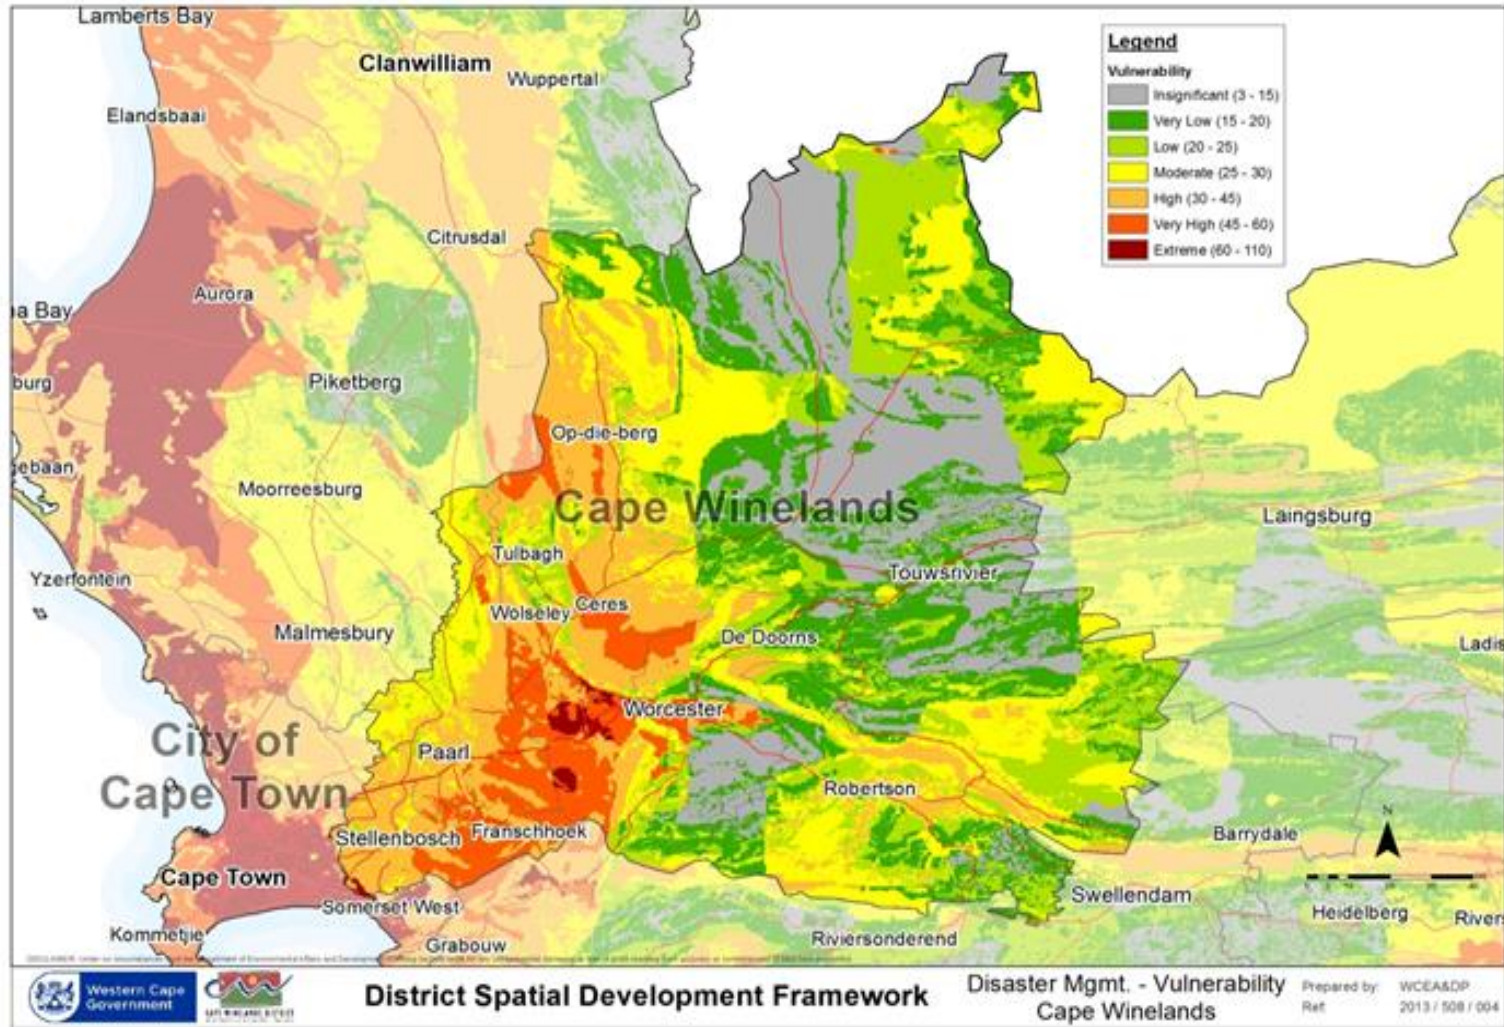 Lamberts Bay
Clanwilliam
Wuppertal
Elandsbaai
Citrusdal
Aurora
a Bay
burg
Piketberg
Op-die-berg
ebaan
Moorreesburg
Cape Winelands
Laingsburg
Tulbagh
Yzerfontein
Touwsrivier
Wolseley
Ceres
Malmesbury
De Doorns
Ladis
Worcester
City of
Cape Town
Paarl
Robertson
Stellenbosch
Franschhoek
Barrydale
Cape Town
Somerset West
Swellendam
Heidelberg
River
Kommetjie
Grabouw
Riviersonderend
N
Legend
Vulnerability
Insignificant (3 - 15)
Very Low (15 - 20)
Low (20 - 25)
Moderate (25 - 30)
High (30 - 45)
Very High (45 - 60)
Extreme (60 - 110)
Western Cape
Government
CAPE WINELANDS DISTRICT
District Spatial Development Framework
Disaster Mgmt. - Vulnerability
Cape Winelands
Prepared by: WCEA&DP
Ref: 2013 / 508 / 004